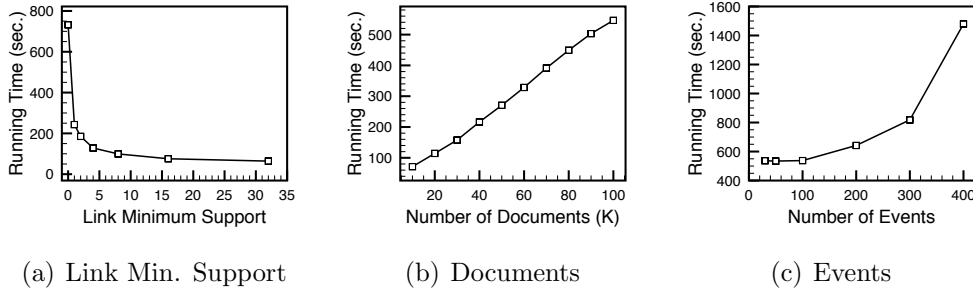 800
600
400
200
0
Running Time (sec.)
0 5 10 15 20 25 30 35
Link Minimum Support
(a) Link Min. Support
500
400
300
200
100
Running Time (sec.)
20 40 60 80 100
Number of Documents (K)
(b) Documents
1600
1400
1200
1000
800
600
400
Running Time (sec.)
0 100 200 300 400
Number of Events
(c) Events